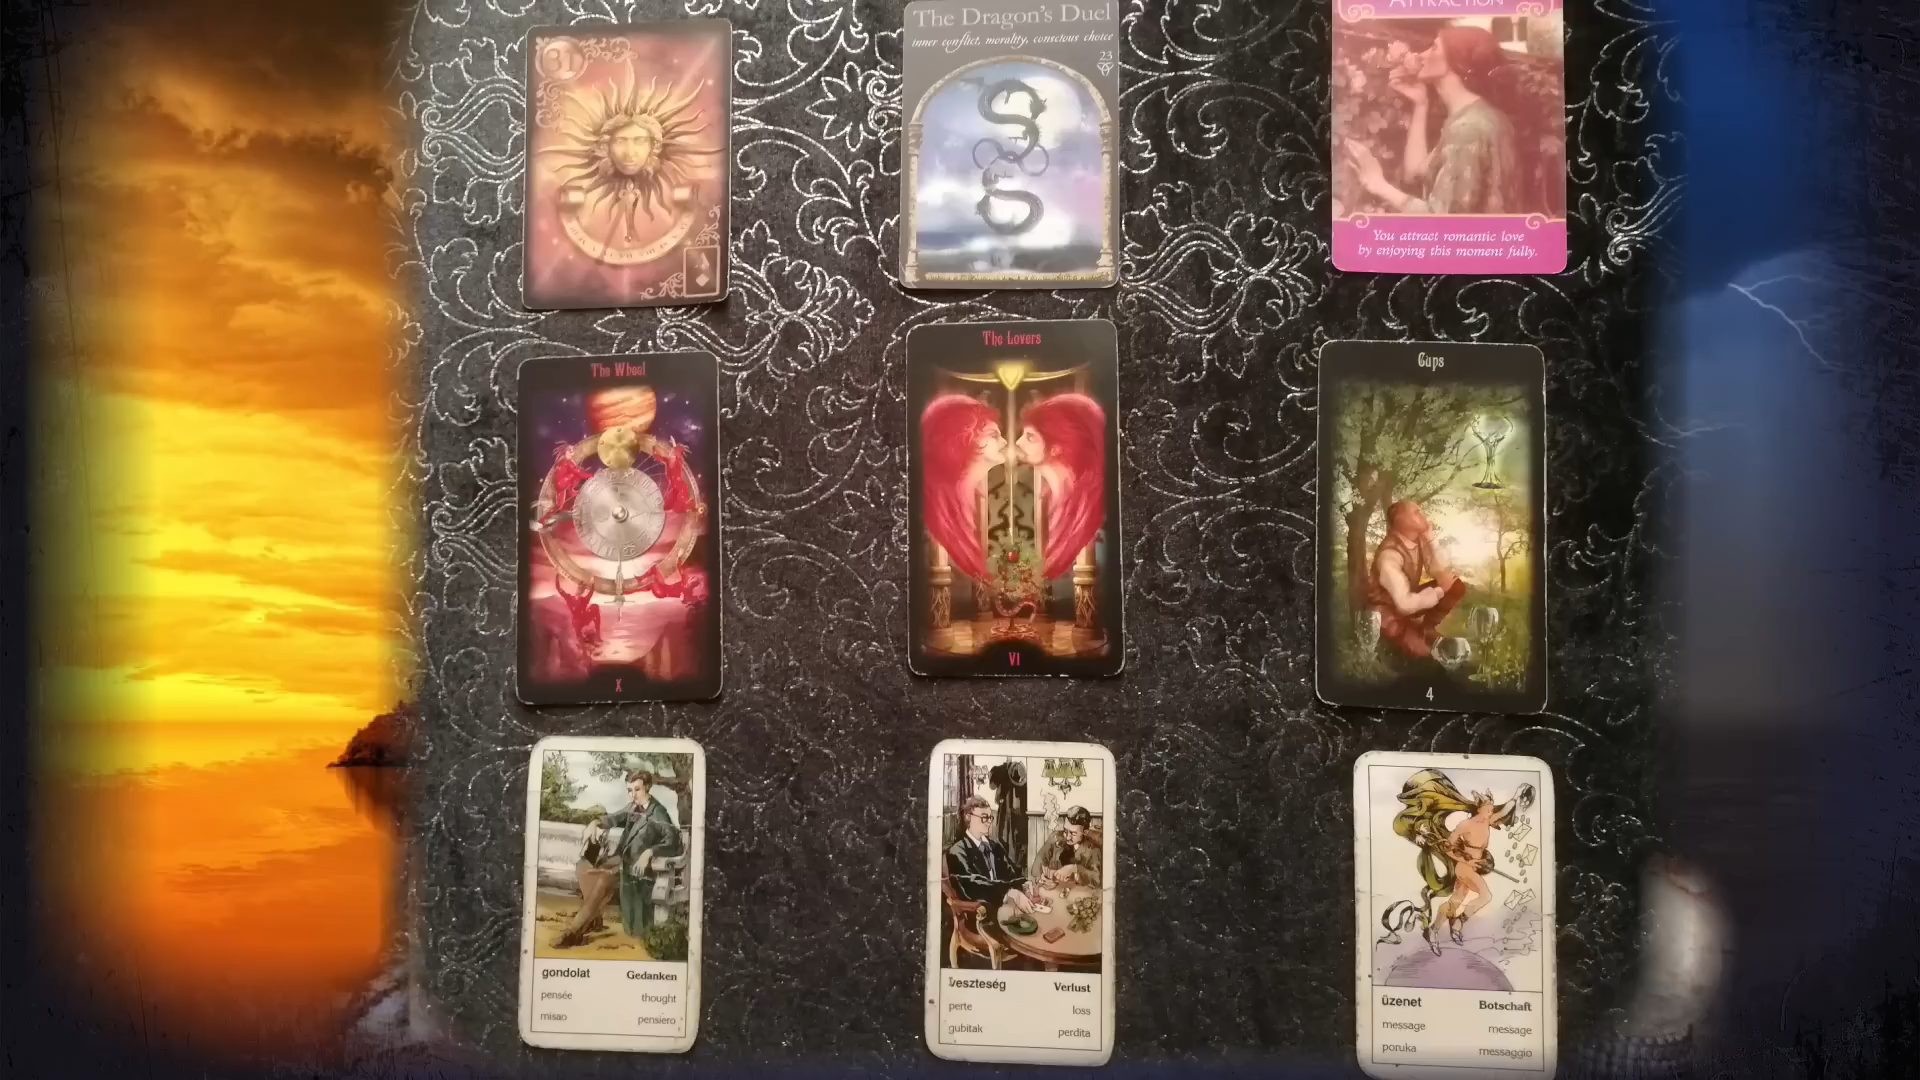 31
A
The Dragon's Duel
inner conflict, morality, conscious choice
23
ATTRACTION
You attract romantic love
by enjoying this moment fully.
The Wheel
X
The Lovers
VI
Cups
4
gondolat Gedanken
pensée thought
misao pensiero
veszteség Verlust
perte loss
gubitak perdita
üzenet Botschaft
message message
poruka messaggio